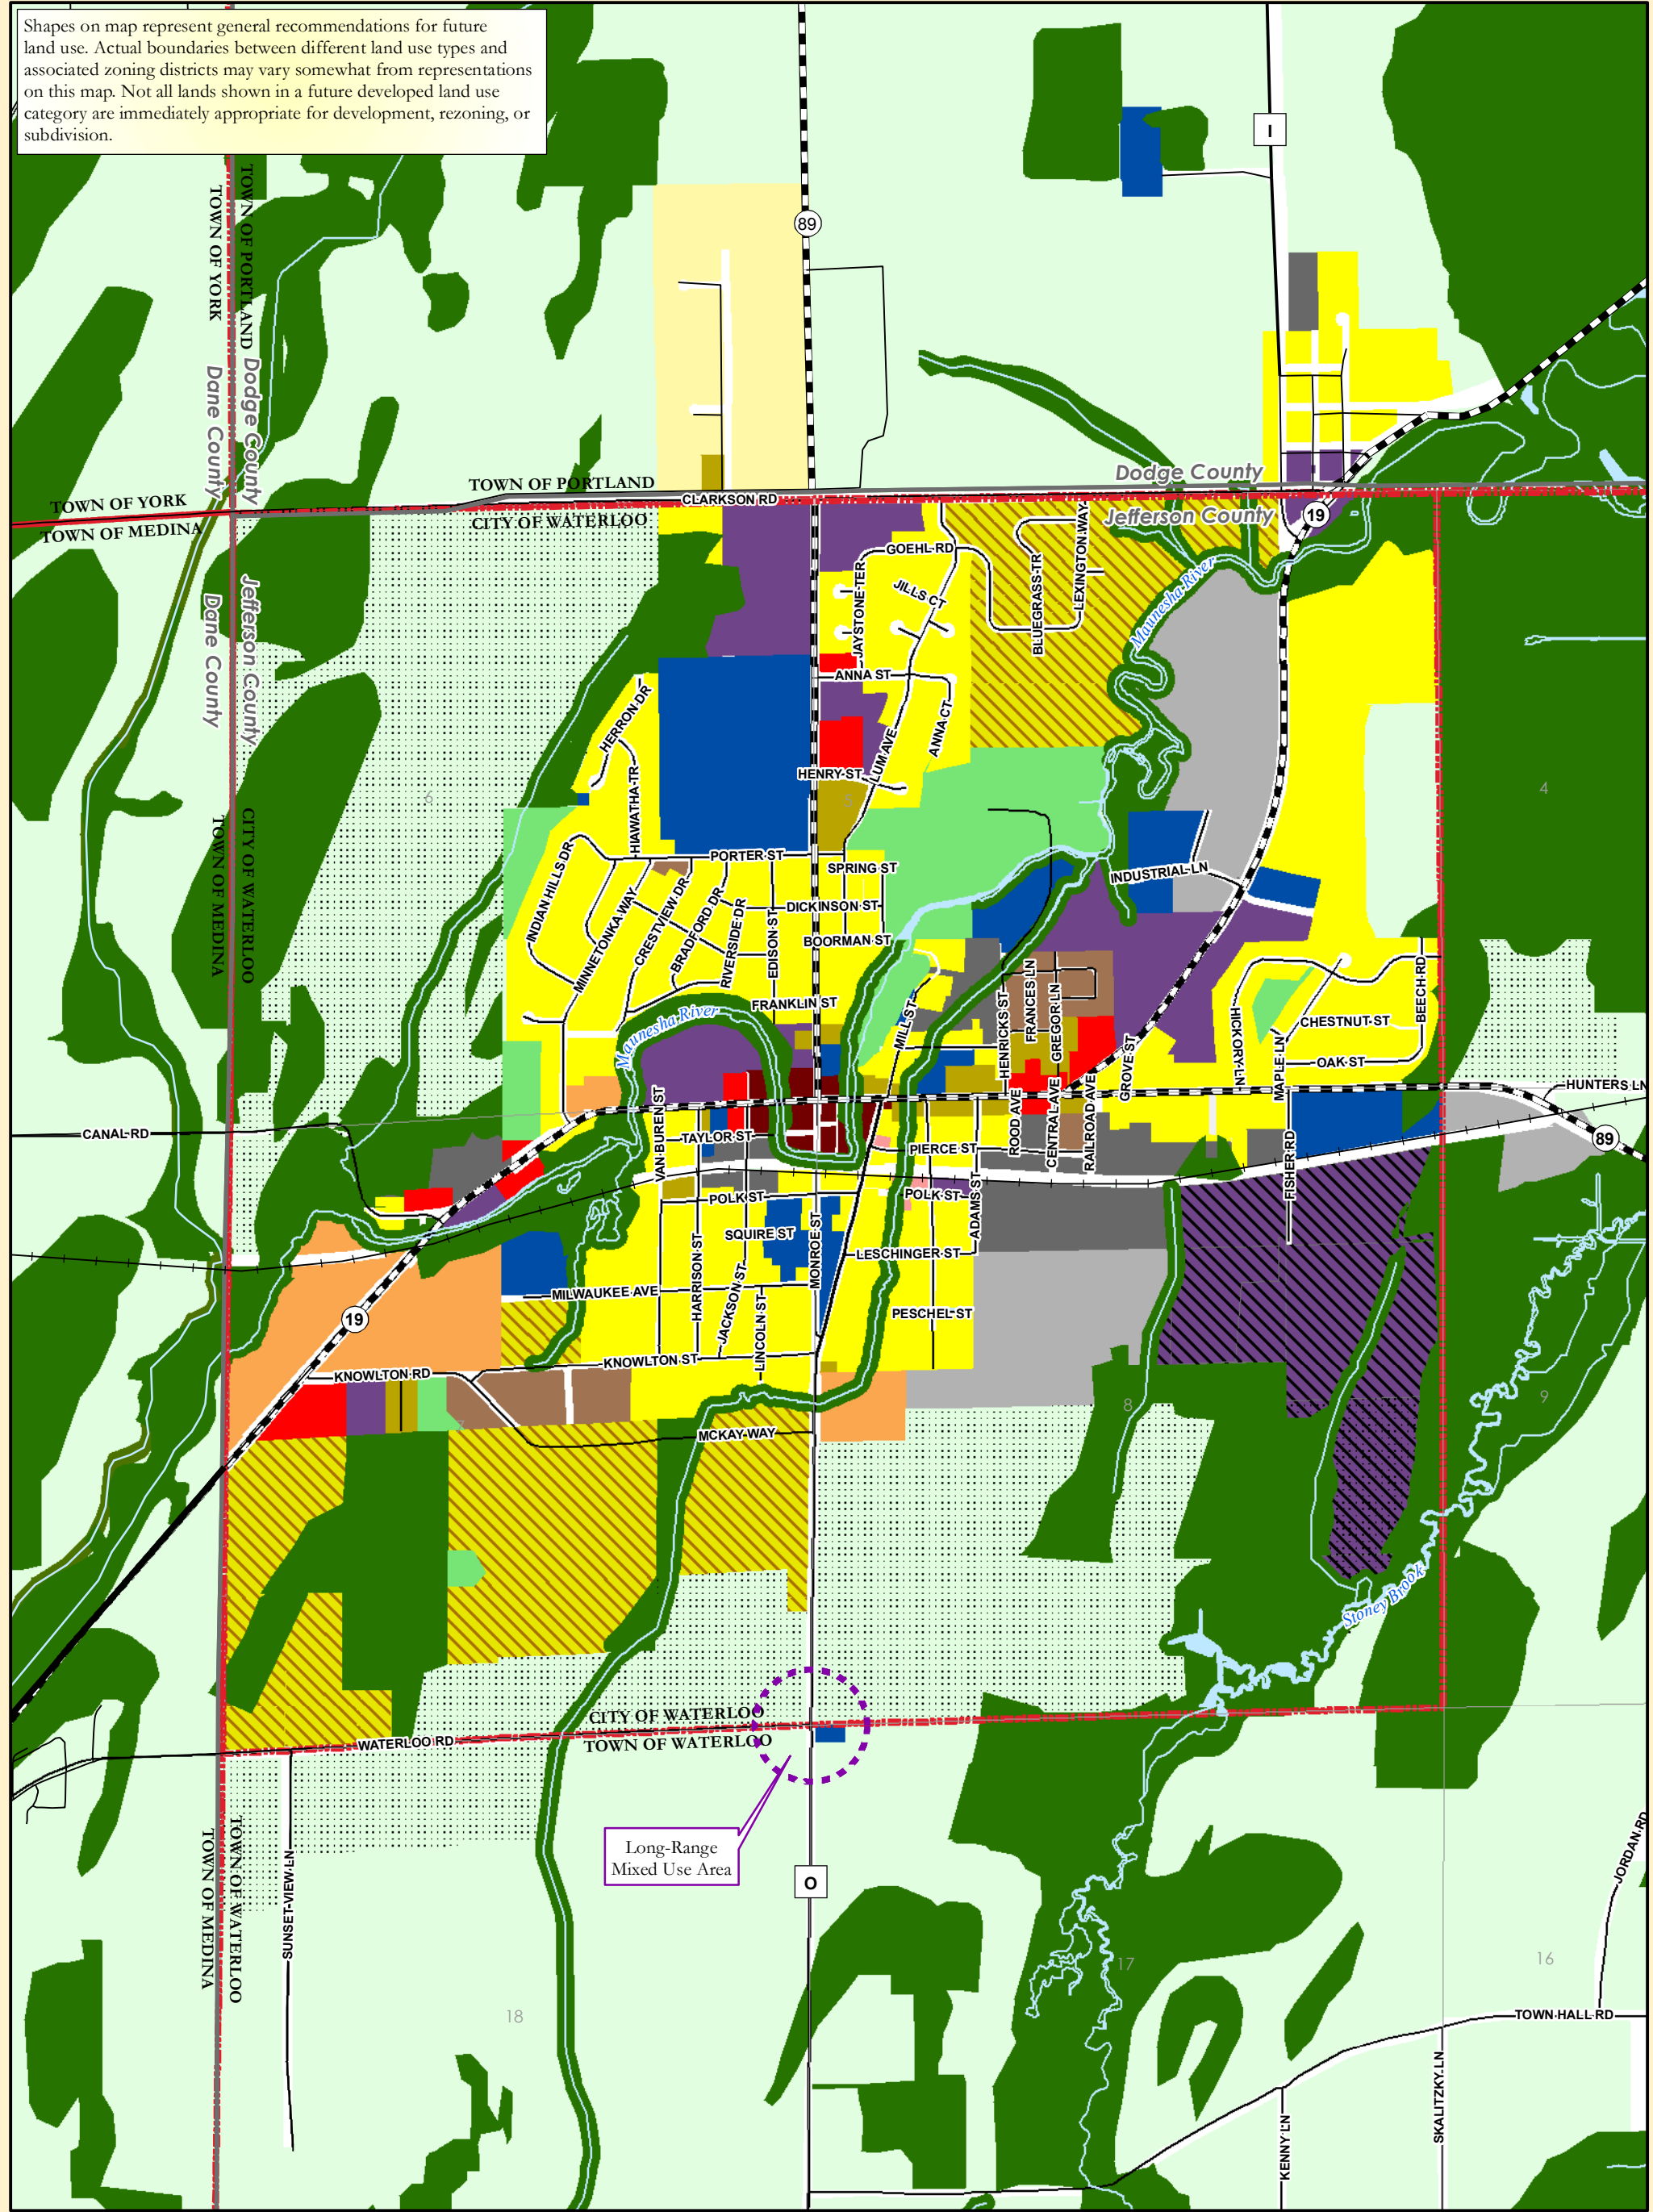 Shapes on map represent general recommendations for future
land use. Actual boundaries between different land use types and
associated zoning districts may vary somewhat from representations
on this map. Not all lands shown in a future developed land use
category are immediately appropriate for development, rezoning, or
subdivision.
I
TOWN OF PORTLAND
TOWN OF YORK
89
Dodge County
Dane County
Dodge County
TOWN OF PORTLAND
TOWN OF YORK
CLARKSON RD
TOWN OF MEDINA
CITY OF WATERLOO
Jefferson County
19
GOEHL RD
JAYSTONE TER
JILLS CT
BLUEGRASS TR
LEXINGTON WAY
Maunesha River
Jefferson County
Dane County
ANNA ST
HERRON DR
ANNA CT
LUM AVE
HIAWATHA TR
HENRY ST
6
5
4
CITY OF WATERLOO
TOWN OF MEDINA
PORTER ST
SPRING ST
INDUSTRIAL LN
INDIAN HILLS DR
MINNETONKA WAY
CRESTVIEW DR
BRADFORD DR
RIVERSIDE DR
EDISON ST
DICKINSON ST
BOORMAN ST
FRANKLIN ST
Maunesha River
MILL ST
HENRICKS ST
FRANCES LN
GREGOR LN
GROVE ST
HICKORY LN
MAPLE LN
CHESTNUT ST
OAK ST
BEECH RD
HUNTERS LN
CANAL RD
VAN BUREN ST
TAYLOR ST
PIERCE ST
ROOD AVE
CENTRAL AVE
RAILROAD AVE
FISHER RD
89
POLK ST
POLK ST
ADAMS ST
SQUIRE ST
HARRISON ST
JACKSON ST
MONROE ST
LESCHINGER ST
MILWAUKEE AVE
LINCOLN ST
PESCHEL ST
19
KNOWLTON ST
KNOWLTON RD
7
8
9
MCKAY WAY
Stoney Brook
CITY OF WATERLOO
TOWN OF WATERLOO
WATERLOO RD
Long-Range
Mixed Use Area
O
TOWN OF WATERLOO
TOWN OF MEDINA
SUNSET VIEW LN
JORDAN RD
16
17
18
TOWN HALL RD
SKALITZKY LN
KENNY LN